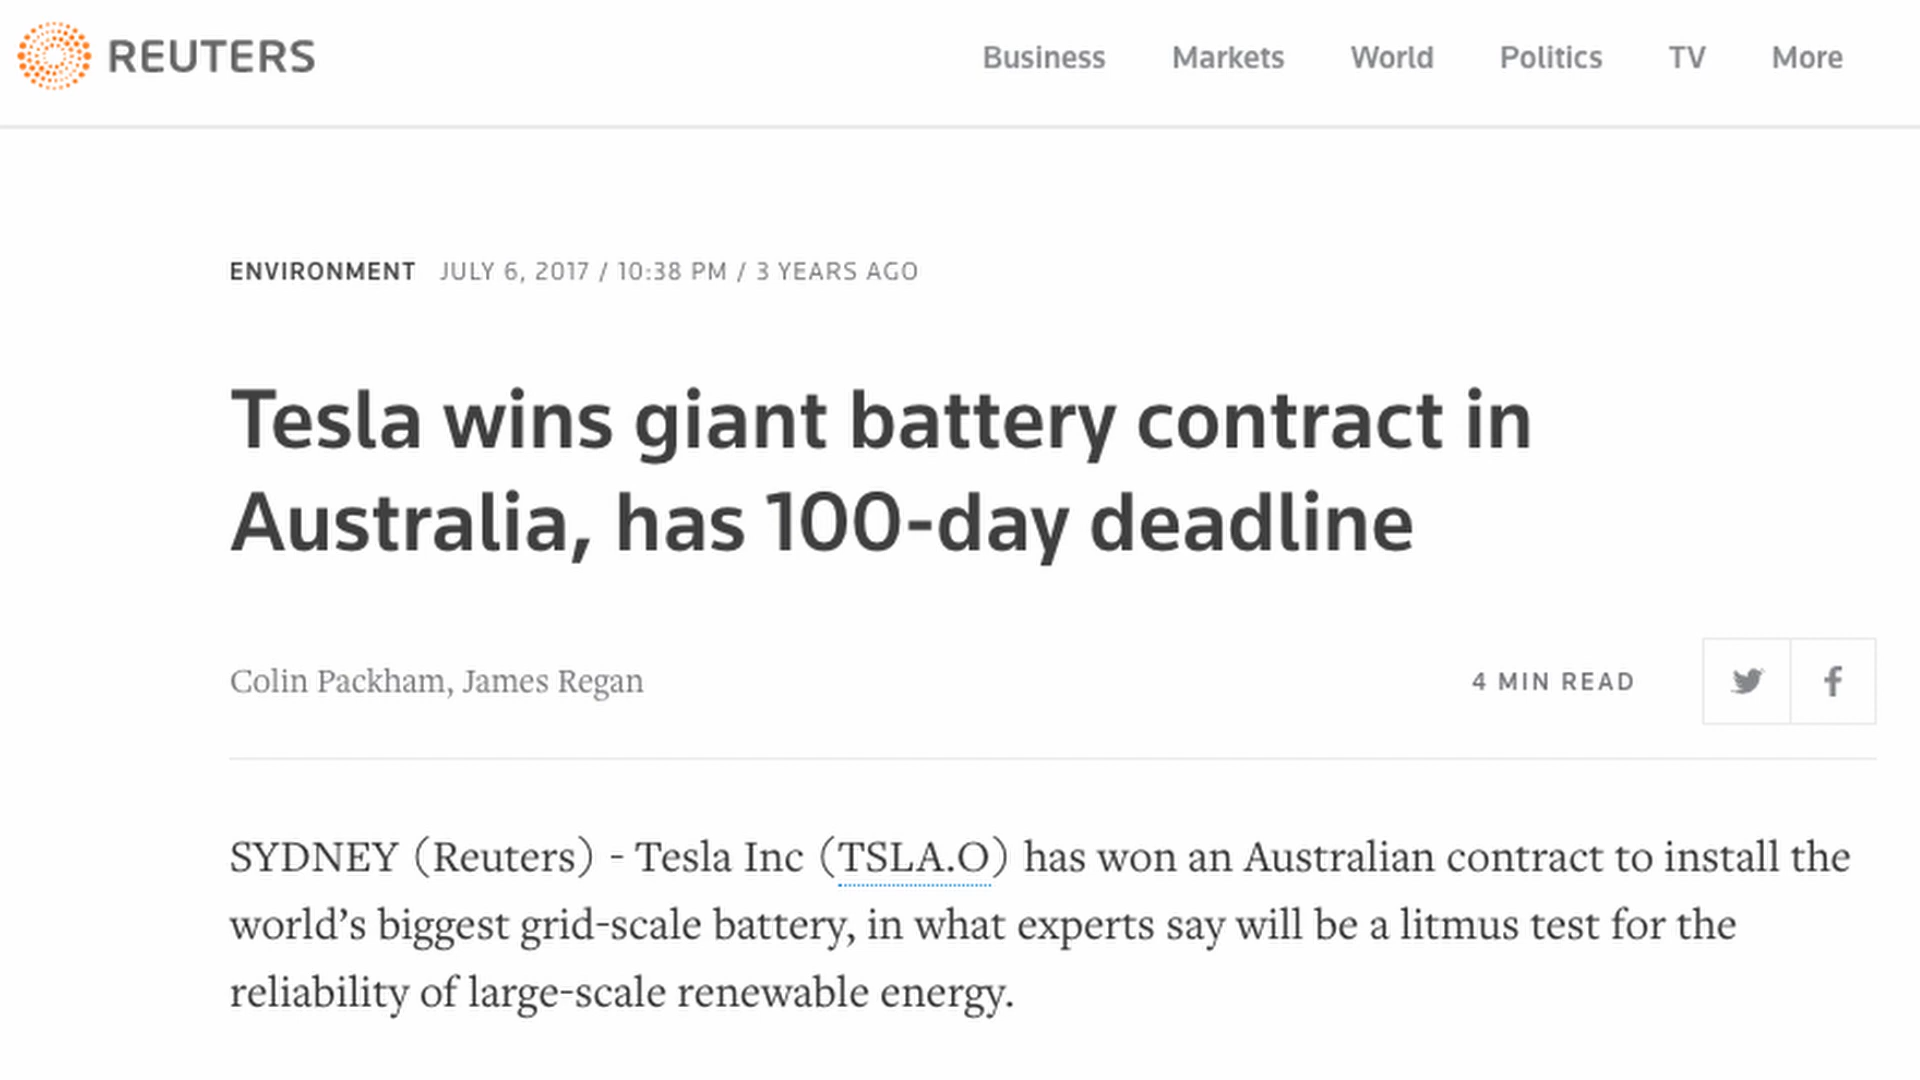 REUTERS
Business Markets World Politics TV More
ENVIRONMENT JULY 6, 2017 / 10:38 PM / 3 YEARS AGO
Tesla wins giant battery contract in
Australia, has 100-day deadline
Colin Packham, James Regan
4 MIN READ
SYDNEY (Reuters) - Tesla Inc (TSLA.O) has won an Australian contract to install the
world’s biggest grid-scale battery, in what experts say will be a litmus test for the
reliability of large-scale renewable energy.